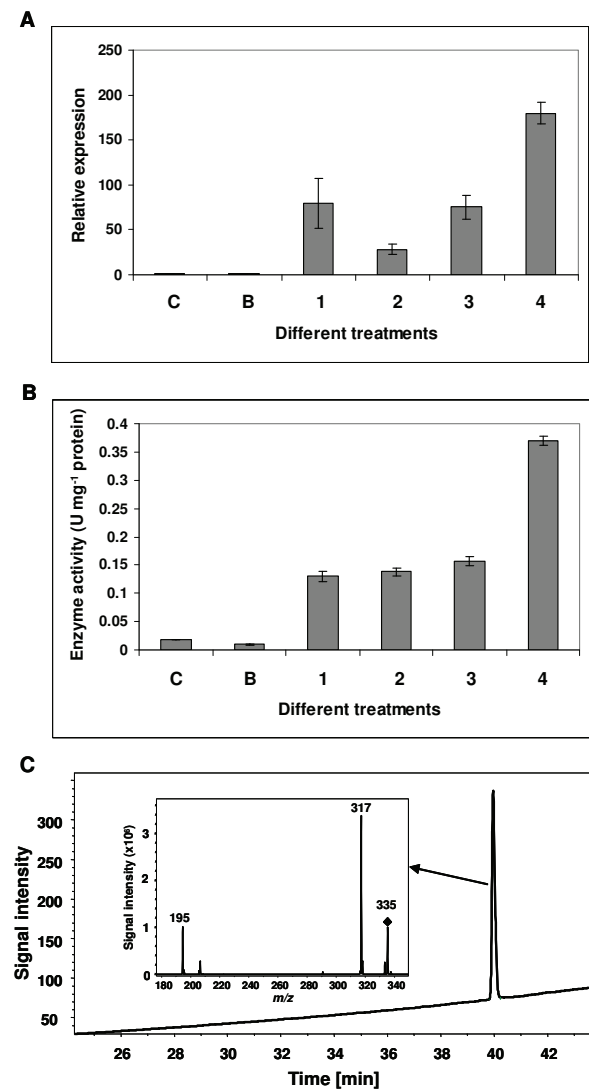 A
Relative expression
250
200
150
100
50
0
C B 1 2 3 4
Different treatments
B
Enzyme activity (U mg⁻¹ protein)
0.4
0.35
0.3
0.25
0.2
0.15
0.1
0.05
0
C B 1 2 3 4
Different treatments
C
Signal intensity
300
250
200
150
100
50
Signal intensity (x10⁶)
3
2
1
0
195
317
335
180 200 220 240 260 280 300 320 340
m/z
26 28 30 32 34 36 38 40 42
Time [min]